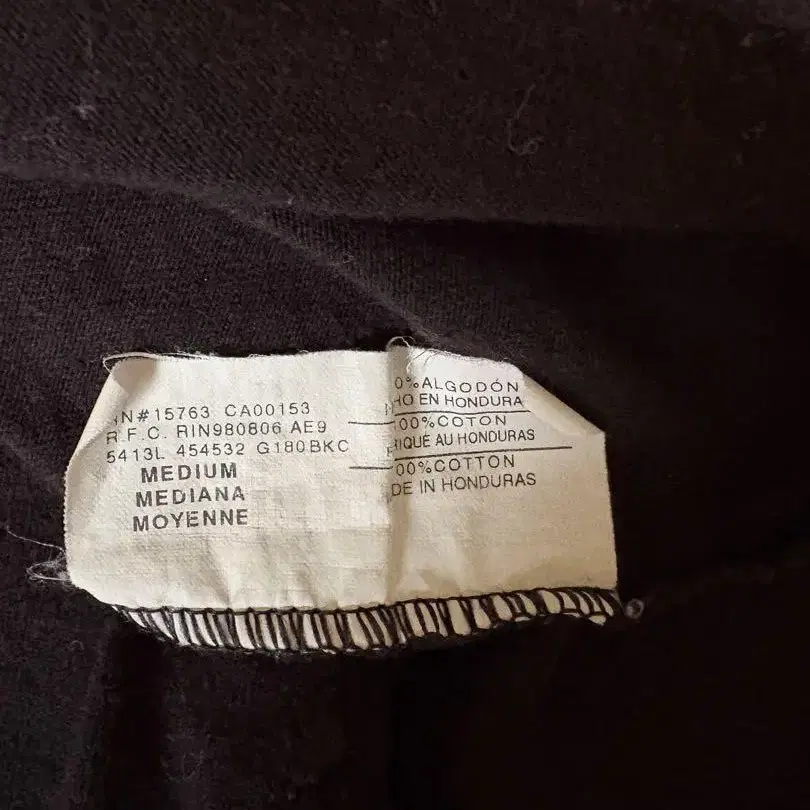 N#15763 CA00153
R.F.C. RIN980806 AE9
5413L 454532 G180BKC
MEDIUM
MEDIANA
MOYENNE
0%ALGODÓN
HO EN HONDURA
00%COTON
RIQUÉ AU HONDURAS
00%COTTON
DE IN HONDURAS